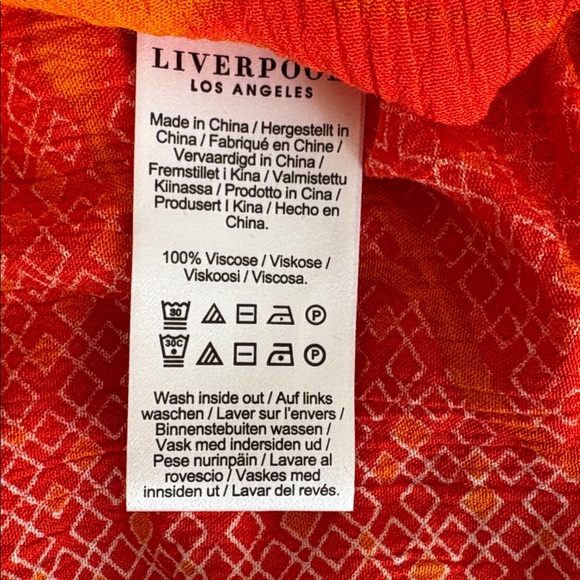 LIVERPOOL
LOS ANGELES
Made in China / Hergestellt in
China / Fabriqué en Chine /
Vervaardigd in China /
Fremstillet i Kina / Valmistettu
Kiinassa / Prodotto in Cina /
Produsert I Kina / Hecho en
China.
100% Viscose / Viskose /
Viskoosi / Viscosa.
30 P
30C P
Wash inside out / Auf links
waschen / Laver sur l'envers /
Binnenstebuiten wassen /
Vask med indersiden ud /
Pese nurinpäin / Lavare al
rovescio / Vaskes med
innsiden ut / Lavar del revés.